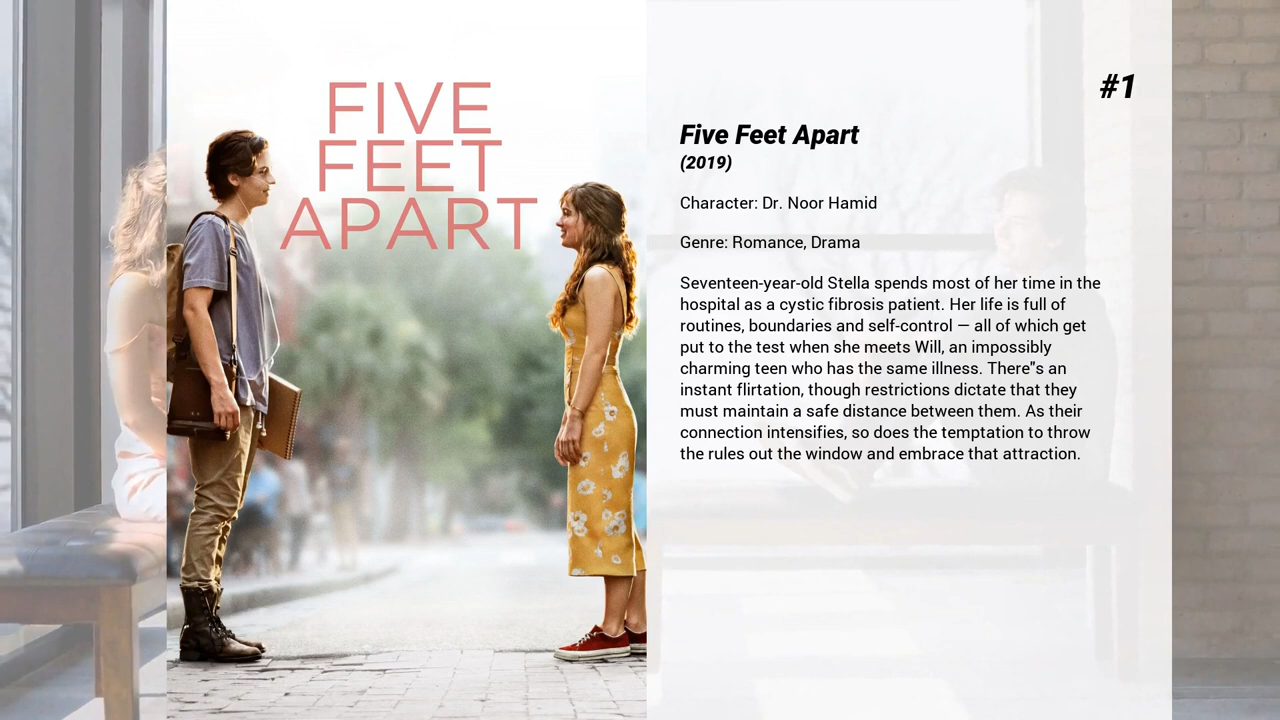 FIVE
FEET
APART
#1
Five Feet Apart
(2019)
Character: Dr. Noor Hamid
Genre: Romance, Drama
Seventeen-year-old Stella spends most of her time in the
hospital as a cystic fibrosis patient. Her life is full of
routines, boundaries and self-control — all of which get
put to the test when she meets Will, an impossibly
charming teen who has the same illness. There"s an
instant flirtation, though restrictions dictate that they
must maintain a safe distance between them. As their
connection intensifies, so does the temptation to throw
the rules out the window and embrace that attraction.